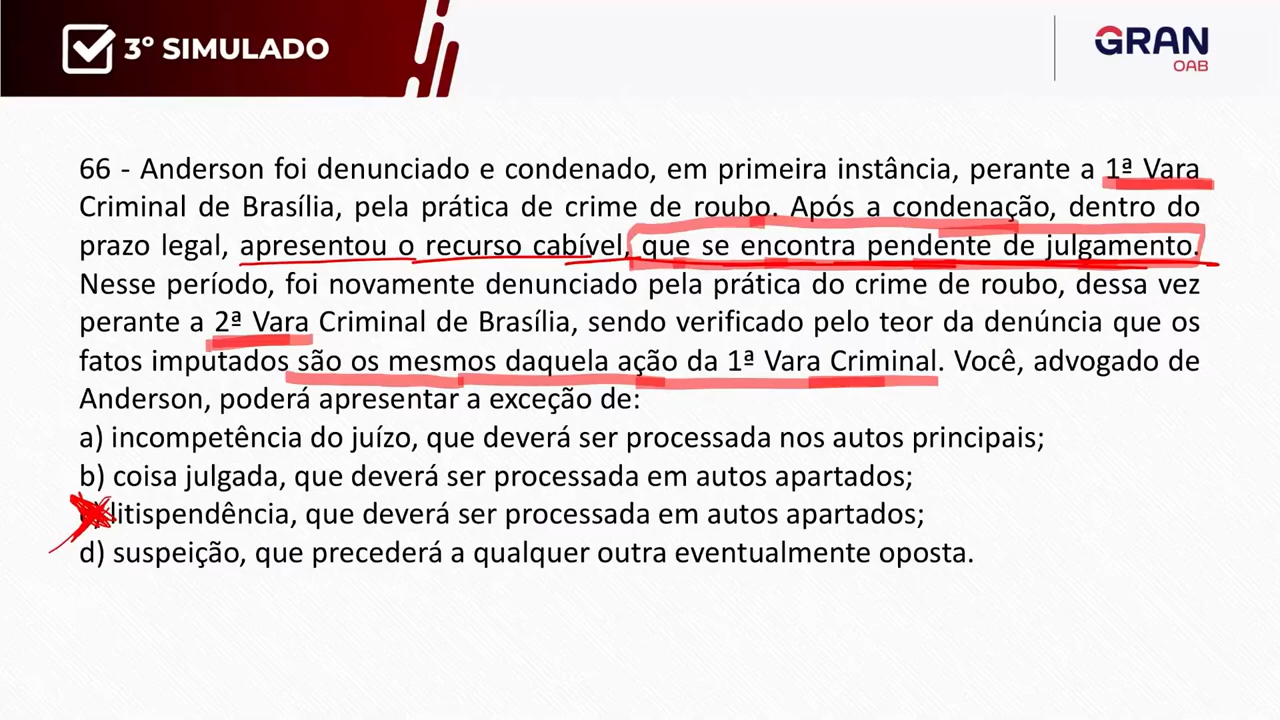 3º SIMULADO
GRAN
OAB
66 - Anderson foi denunciado e condenado, em primeira instância, perante a 1ª Vara
Criminal de Brasília, pela prática de crime de roubo. Após a condenação, dentro do
prazo legal, apresentou o recurso cabível, que se encontra pendente de julgamento.
Nesse período, foi novamente denunciado pela prática do crime de roubo, dessa vez
perante a 2ª Vara Criminal de Brasília, sendo verificado pelo teor da denúncia que os
fatos imputados são os mesmos daquela ação da 1ª Vara Criminal. Você, advogado de
Anderson, poderá apresentar a exceção de:
a) incompetência do juízo, que deverá ser processada nos autos principais;
b) coisa julgada, que deverá ser processada em autos apartados;
litispendência, que deverá ser processada em autos apartados;
d) suspeição, que precederá a qualquer outra eventualmente oposta.